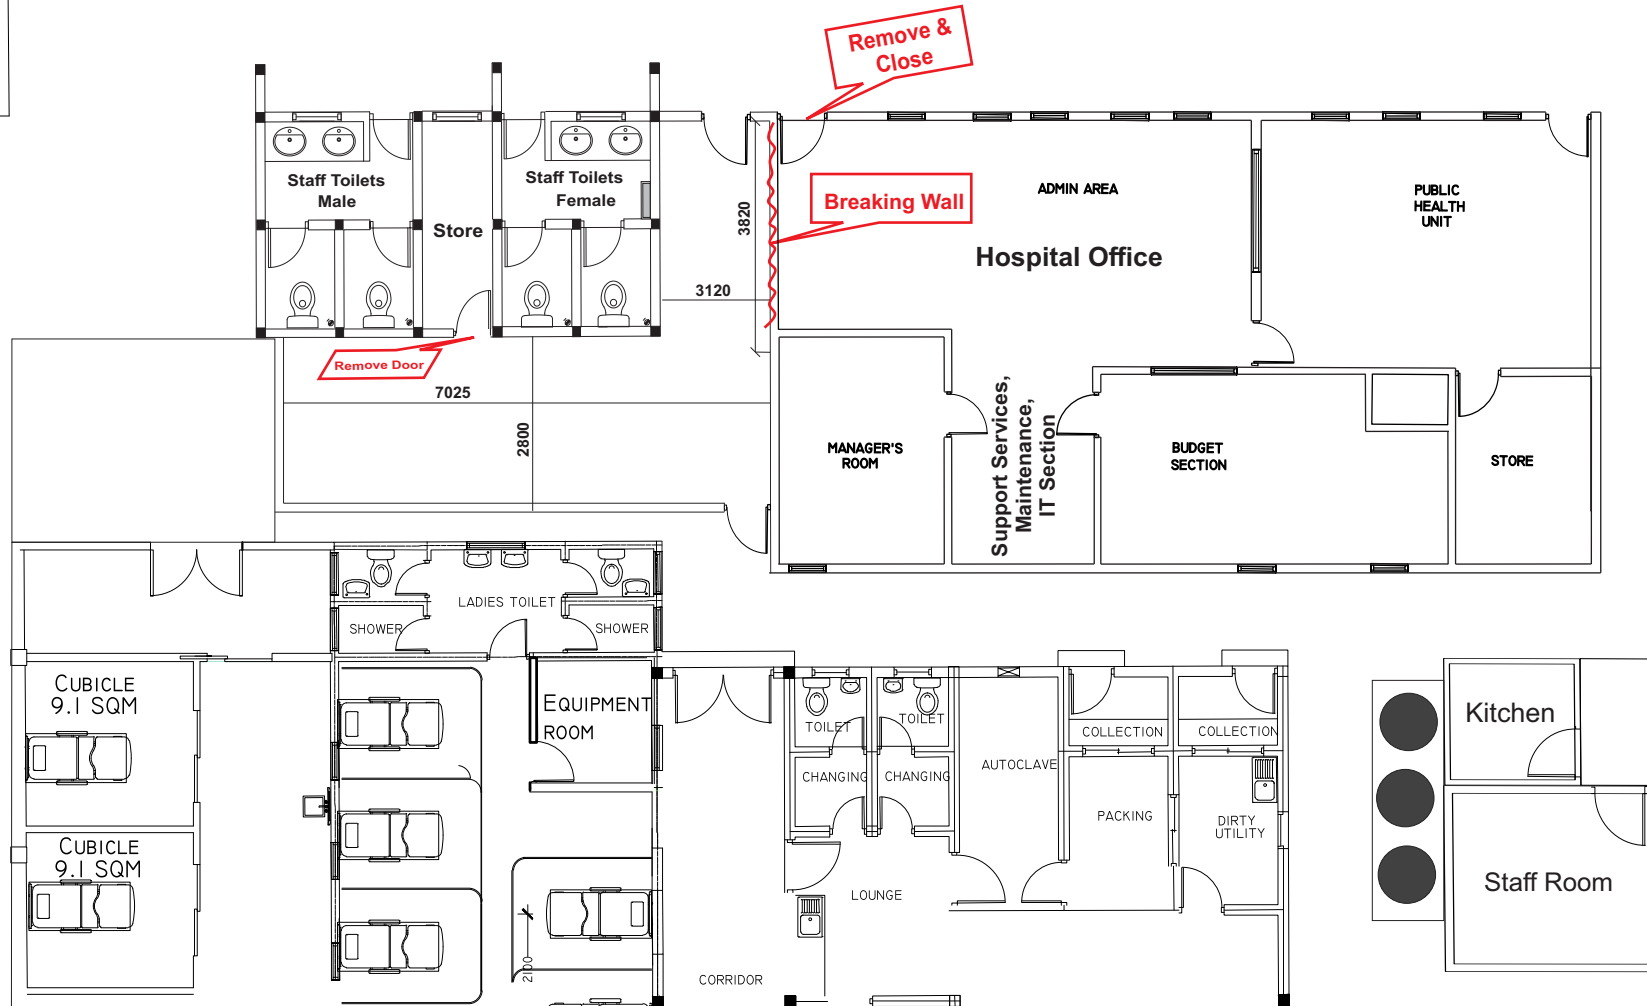 Remove &
Close
Staff Toilets
Male
Store
Staff Toilets
Female
3820
Breaking Wall
ADMIN AREA
Hospital Office
PUBLIC
HEALTH
UNIT
3120
Remove Door
7025
2800
MANAGER'S
ROOM
Support Services,
Maintenance,
IT Section
BUDGET
SECTION
STORE
LADIES TOILET
SHOWER
SHOWER
CUBICLE
9.1 SQM
EQUIPMENT
ROOM
TOILET
TOILET
COLLECTION
COLLECTION
Kitchen
CHANGING
CHANGING
AUTOCLAVE
PACKING
DIRTY
UTILITY
CUBICLE
9.1 SQM
LOUNGE
Staff Room
2100
CORRIDOR